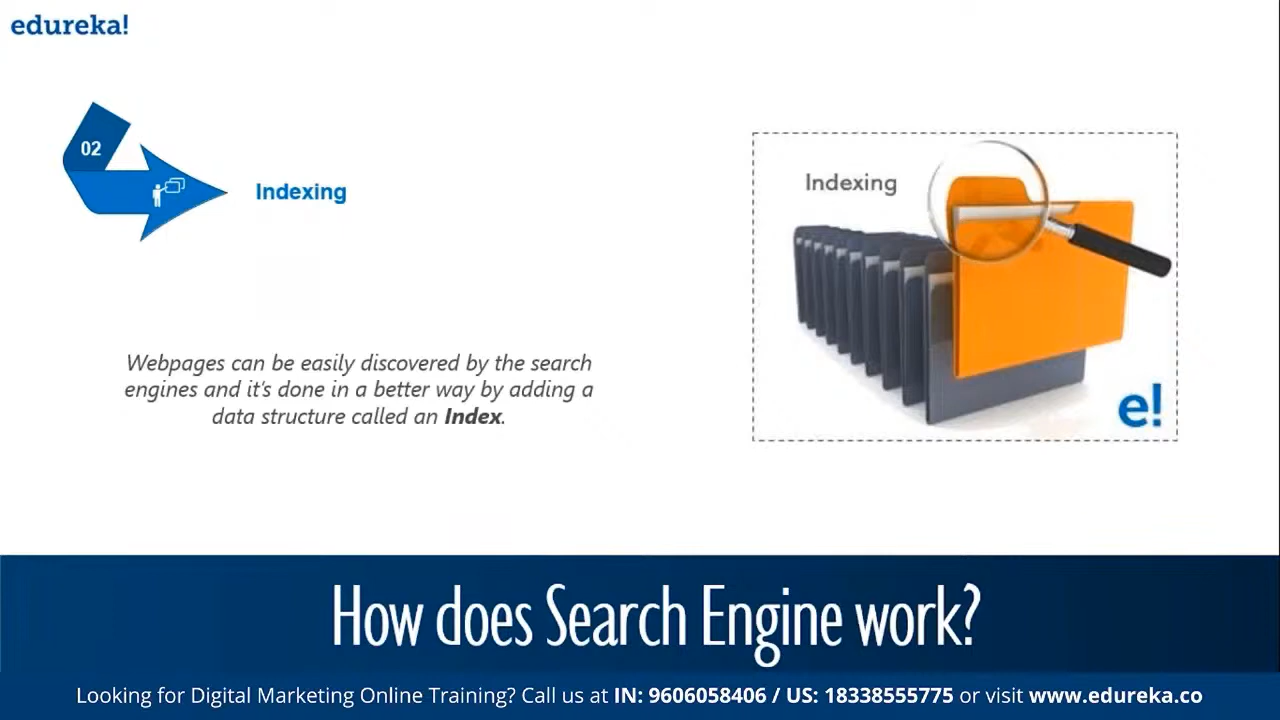 edureka!
02
Indexing
Indexing
Webpages can be easily discovered by the search
engines and it's done in a better way by adding a
data structure called an Index.
e!
How does Search Engine work?
Looking for Digital Marketing Online Training? Call us at IN: 9606058406 / US: 18338555775 or visit www.edureka.co